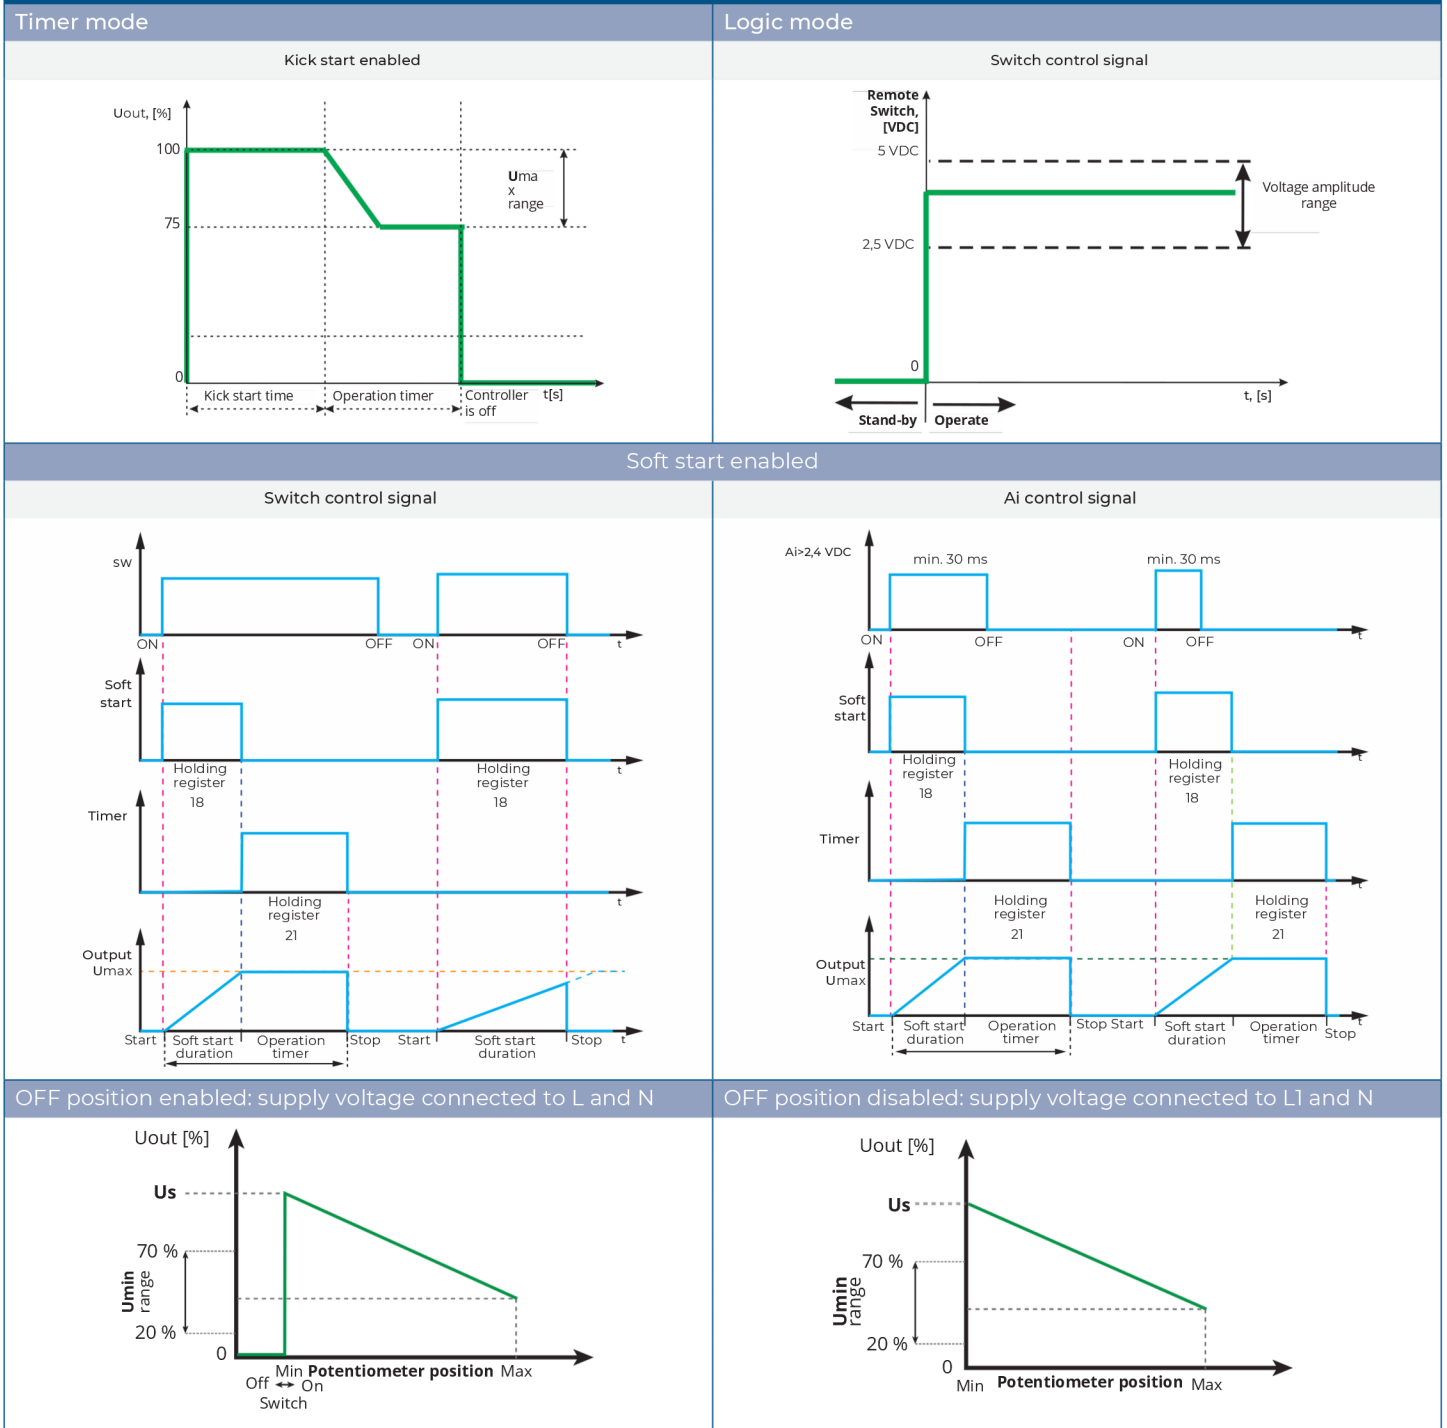 Timer mode
Logic mode
Kick start enabled
Switch control signal
Uout, [%]
100
75
0
Uma
x
range
Kick start time
Operation timer
Controller
is off
t[s]
Remote
Switch,
[VDC]
5 VDC
2,5 VDC
0
Voltage amplitude
range
t, [s]
Stand-by
Operate
Soft start enabled
Switch control signal
Ai control signal
sw
ON
OFF
ON
OFF
t
Soft
start
Holding
register
18
Holding
register
18
t
Timer
Holding
register
21
t
Output
Umax
Start
Soft start
duration
Operation
timer
Stop
Start
Soft start
duration
Stop
t
Ai>2,4 VDC
min. 30 ms
min. 30 ms
ON
OFF
ON
OFF
t
Soft
start
Holding
register
18
Holding
register
18
t
Timer
Holding
register
21
Holding
register
21
t
Output
Umax
Start
Soft start
duration
Operation
timer
Stop Start
Soft start
duration
Operation
timer
Stop
t
OFF position enabled: supply voltage connected to L and N
OFF position disabled: supply voltage connected to L1 and N
Uout [%]
Us
70 %
Umin
range
20 %
0
Min Potentiometer position Max
Off On
Switch
Uout [%]
Us
70 %
Umin
range
20 %
0
Min Potentiometer position Max